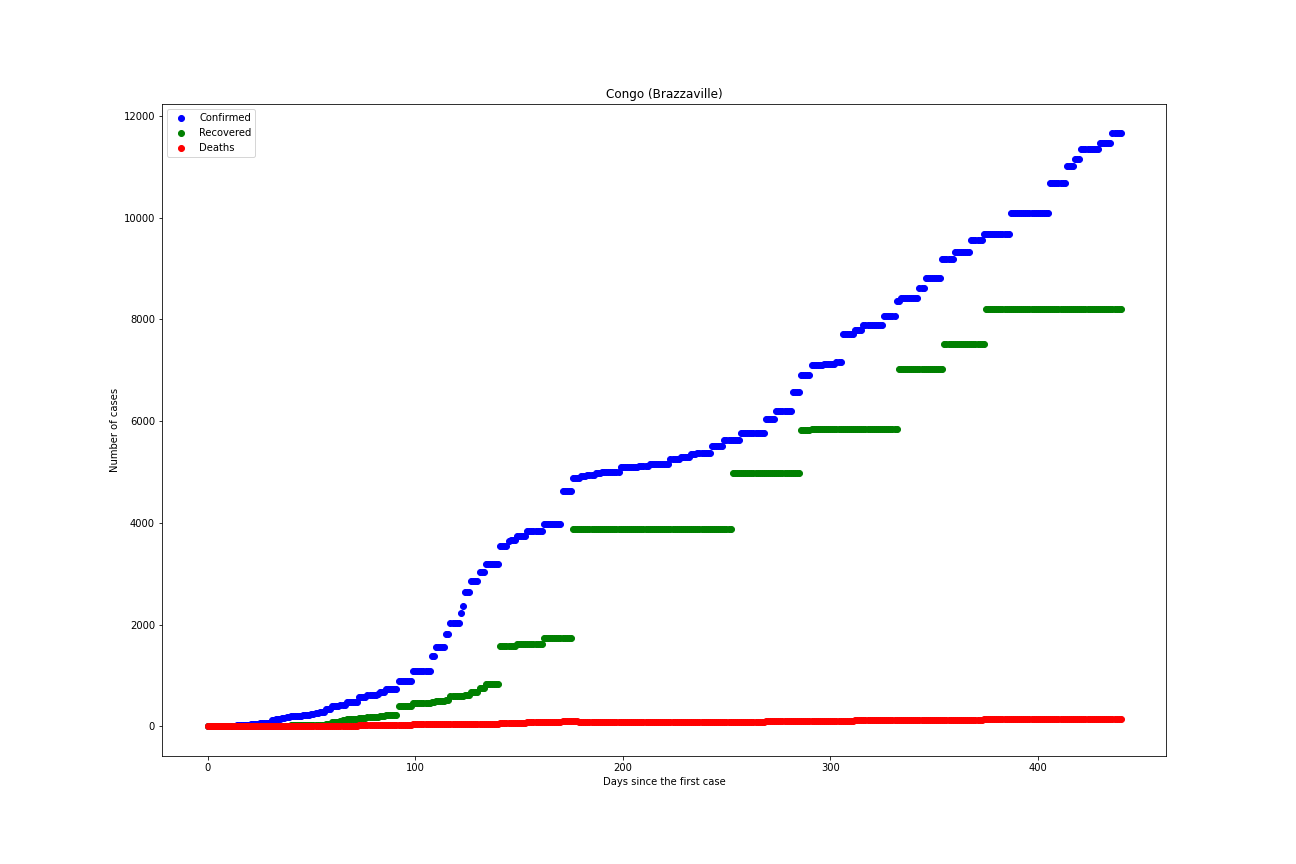 Congo (Brazzaville)
Confirmed
Recovered
Deaths
12000
10000
8000
6000
4000
2000
0
Number of cases
0 100 200 300 400
Days since the first case